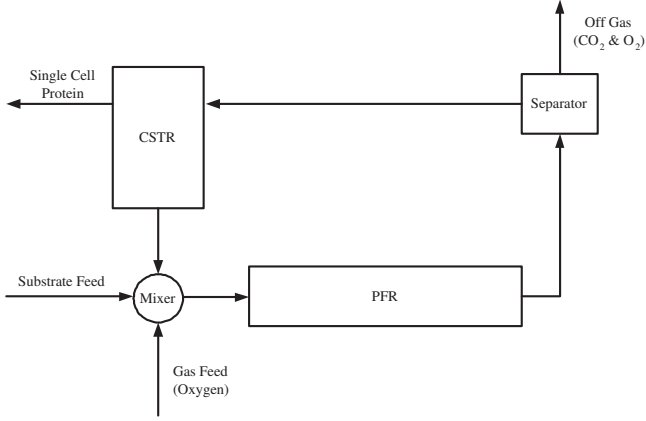 Off Gas
(CO2 & O2)
Single Cell
Protein
Separator
CSTR
Substrate Feed
Mixer
PFR
Gas Feed
(Oxygen)